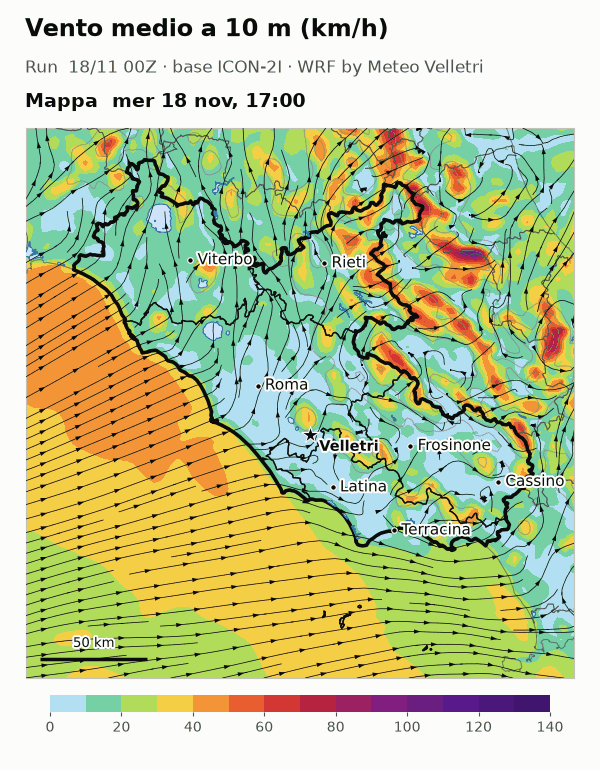 Vento medio a 10 m (km/h)
Run  18/11 00Z · base ICON-2I · WRF by Meteo Velletri
Mappa  mer 18 nov, 17:00
Viterbo
Rieti
Roma
Velletri
Frosinone
Latina
Cassino
Terracina
50 km
0 20 40 60 80 100 120 140